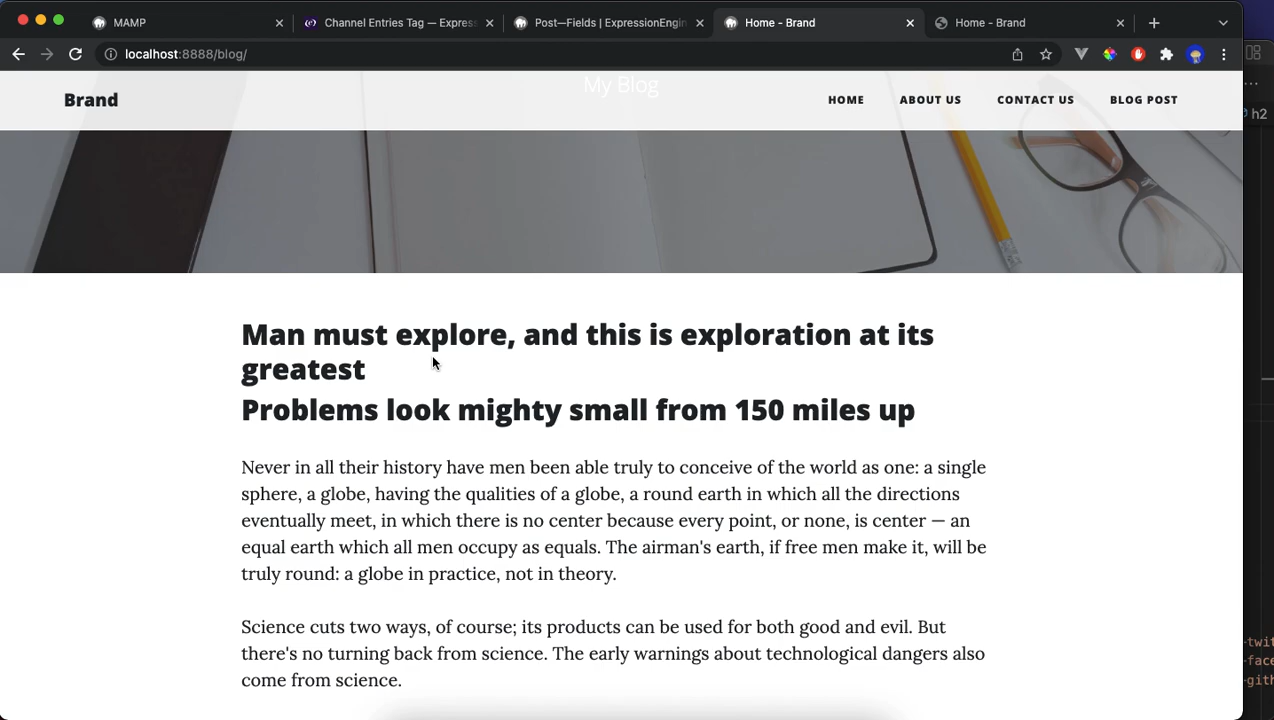 MAMP
Channel Entries Tag — Express
Post—Fields | ExpressionEngin
Home - Brand
Home - Brand
localhost:8888/blog/
My Blog
Brand
HOME
ABOUT US
CONTACT US
BLOG POST
h2
Man must explore, and this is exploration at its
greatest
Problems look mighty small from 150 miles up
Never in all their history have men been able truly to conceive of the world as one: a single
sphere, a globe, having the qualities of a globe, a round earth in which all the directions
eventually meet, in which there is no center because every point, or none, is center — an
equal earth which all men occupy as equals. The airman's earth, if free men make it, will be
truly round: a globe in practice, not in theory.
Science cuts two ways, of course; its products can be used for both good and evil. But
there's no turning back from science. The early warnings about technological dangers also
come from science.
-twit
-face
-gith